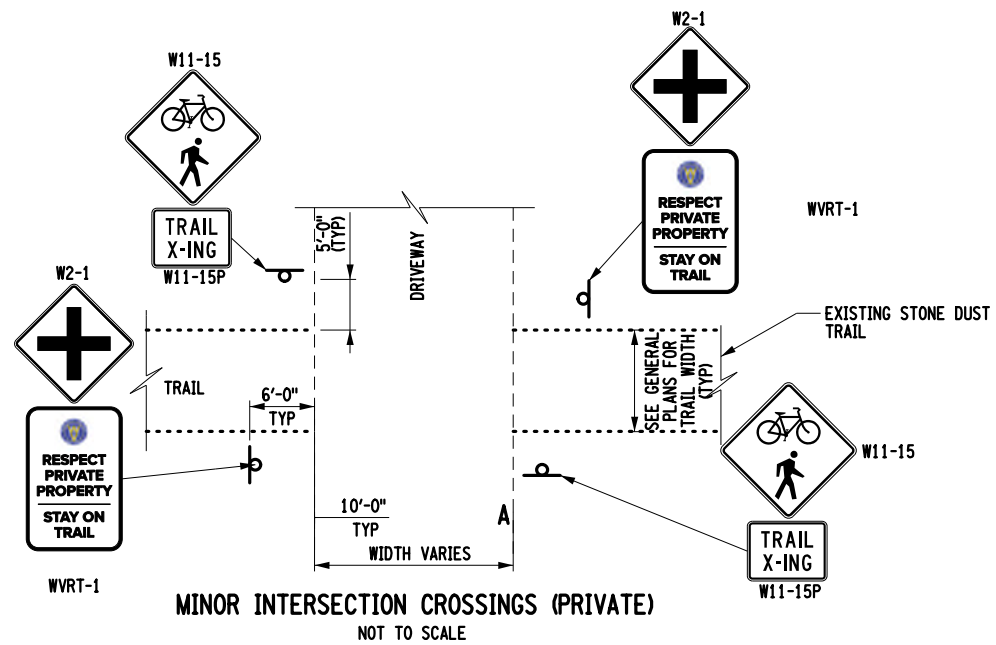 W11-15
TRAIL
X-ING
W11-15P
W2-1
RESPECT
PRIVATE
PROPERTY
STAY ON
TRAIL
WVRT-1
5'-0"
(TYP)
DRIVEWAY
W2-1
RESPECT
PRIVATE
PROPERTY
STAY ON
TRAIL
WVRT-1
EXISTING STONE DUST
TRAIL
TRAIL
6'-0"
TYP
SEE GENERAL
PLANS FOR
TRAIL WIDTH
(TYP)
W11-15
TRAIL
X-ING
W11-15P
10'-0"
TYP
A
WIDTH VARIES
MINOR INTERSECTION CROSSINGS (PRIVATE)
NOT TO SCALE